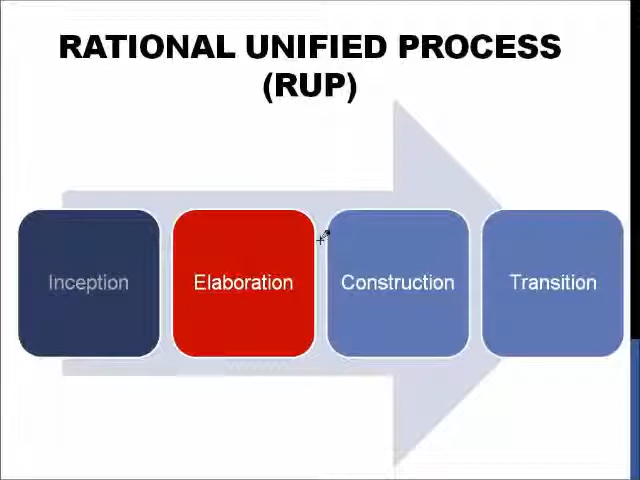 RATIONAL UNIFIED PROCESS
(RUP)
Inception
Elaboration
Construction
Transition